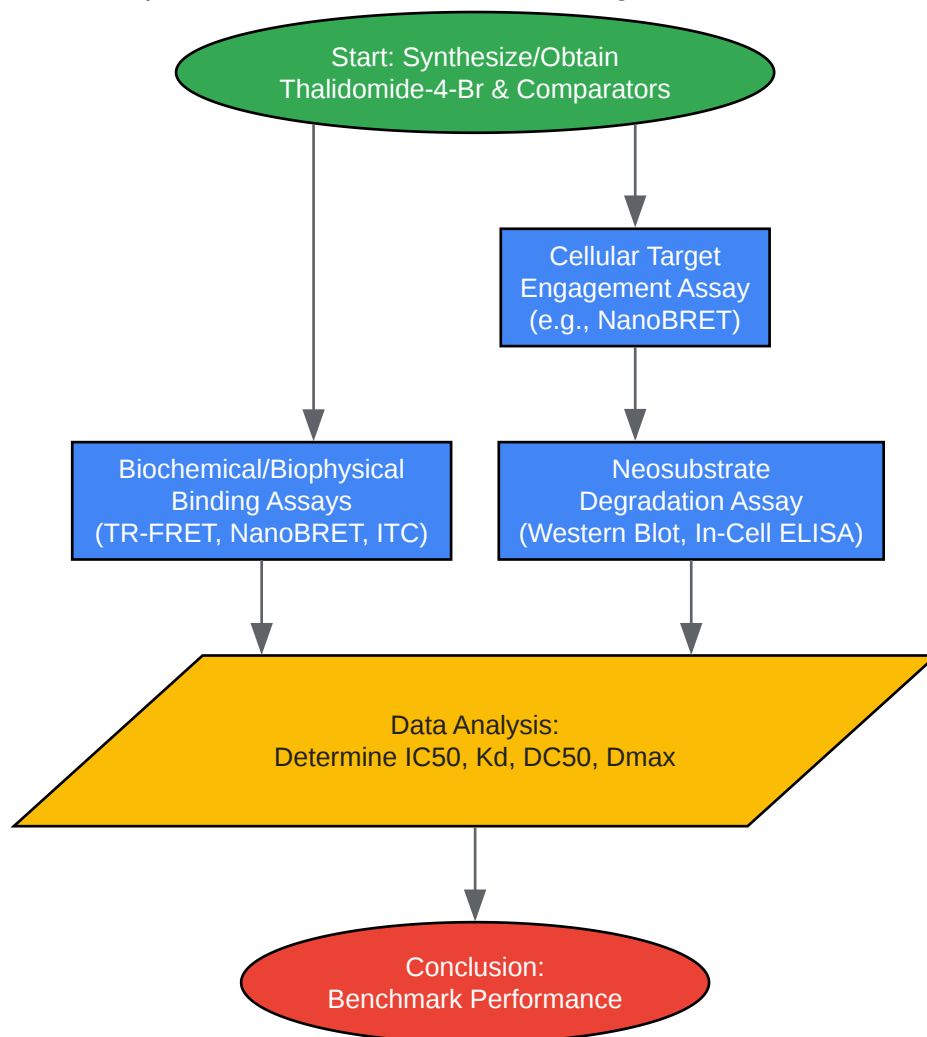 Start: Synthesize/Obtain
Thalidomide-4-Br & Comparators
Cellular Target
Engagement Assay
(e.g., NanoBRET)
Biochemical/Biophysical
Binding Assays
(TR-FRET, NanoBRET, ITC)
Neosubstrate
Degradation Assay
(Western Blot, In-Cell ELISA)
Data Analysis:
Determine IC50, Kd, DC50, Dmax
Conclusion:
Benchmark Performance